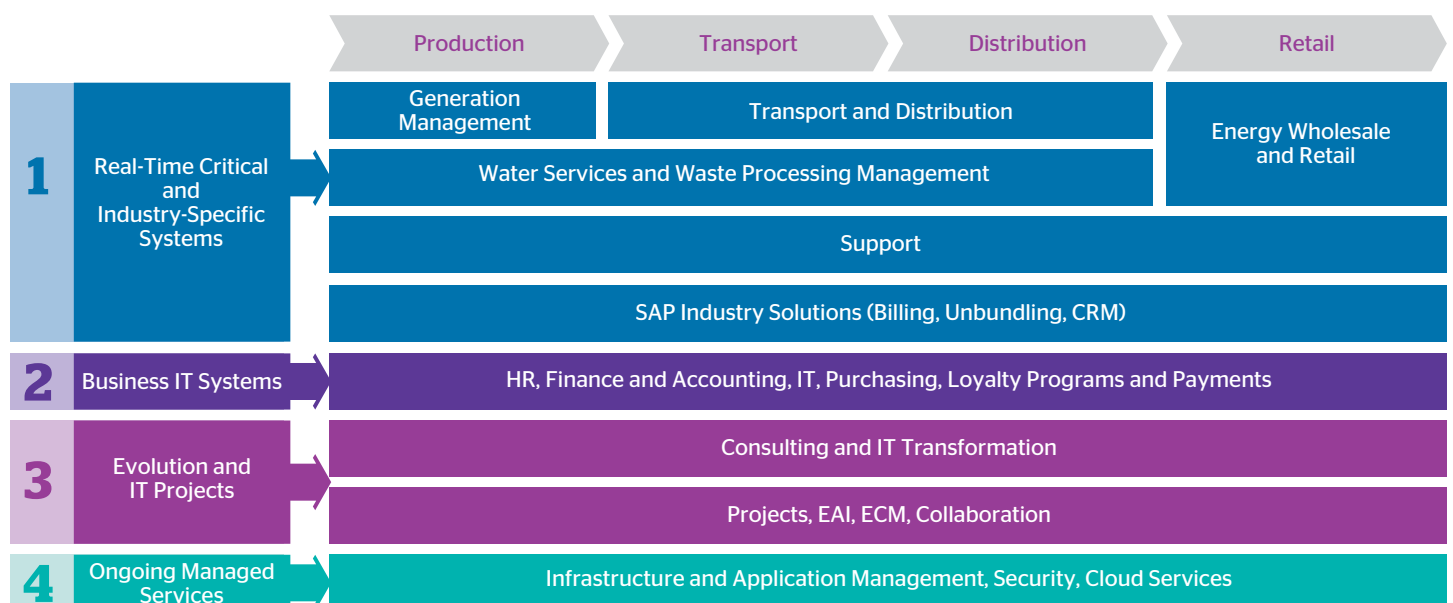 Production
Transport
Distribution
Retail
1
Real-Time Critical
and
Industry-Specific
Systems
Generation
Management
Transport and Distribution
Energy Wholesale
and Retail
Water Services and Waste Processing Management
Support
SAP Industry Solutions (Billing, Unbundling, CRM)
2
Business IT Systems
HR, Finance and Accounting, IT, Purchasing, Loyalty Programs and Payments
3
Evolution and
IT Projects
Consulting and IT Transformation
Projects, EAI, ECM, Collaboration
4
Ongoing Managed
Services
Infrastructure and Application Management, Security, Cloud Services